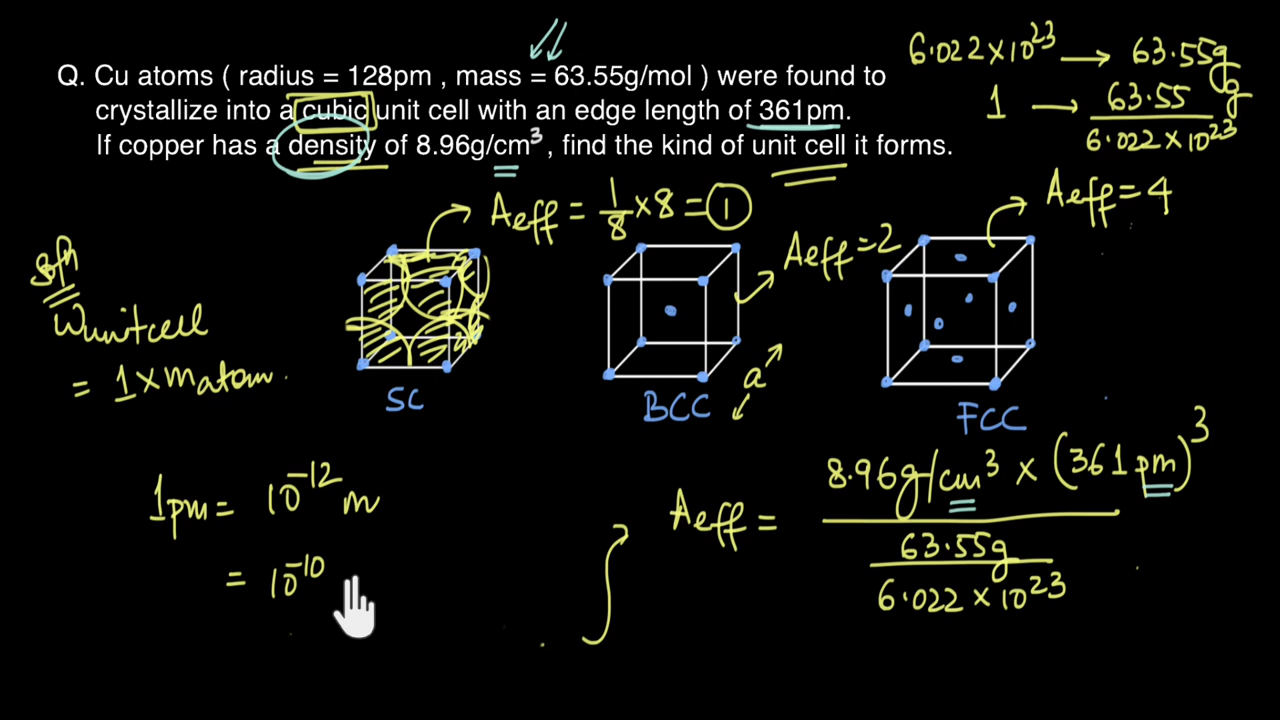 Q. Cu atoms ( radius = 128pm , mass = 63.55g/mol ) were found to
crystallize into a cubic unit cell with an edge length of 361pm.
If copper has a density of 8.96g/cm³ , find the kind of unit cell it forms.
6.022×10²³ → 63.55g
1 → 63.55 g
6.022×10²³
Aeff = 1/8 ×8 = 1
Aeff=2
Aeff=4
Wunitcell
= 1×matom.
SC
BCC
a
FCC
1pm = 10⁻¹² m
= 10⁻¹⁰
Aeff = 
8.96g/cm³ × (361pm)³
63.55g
6.022×10²³